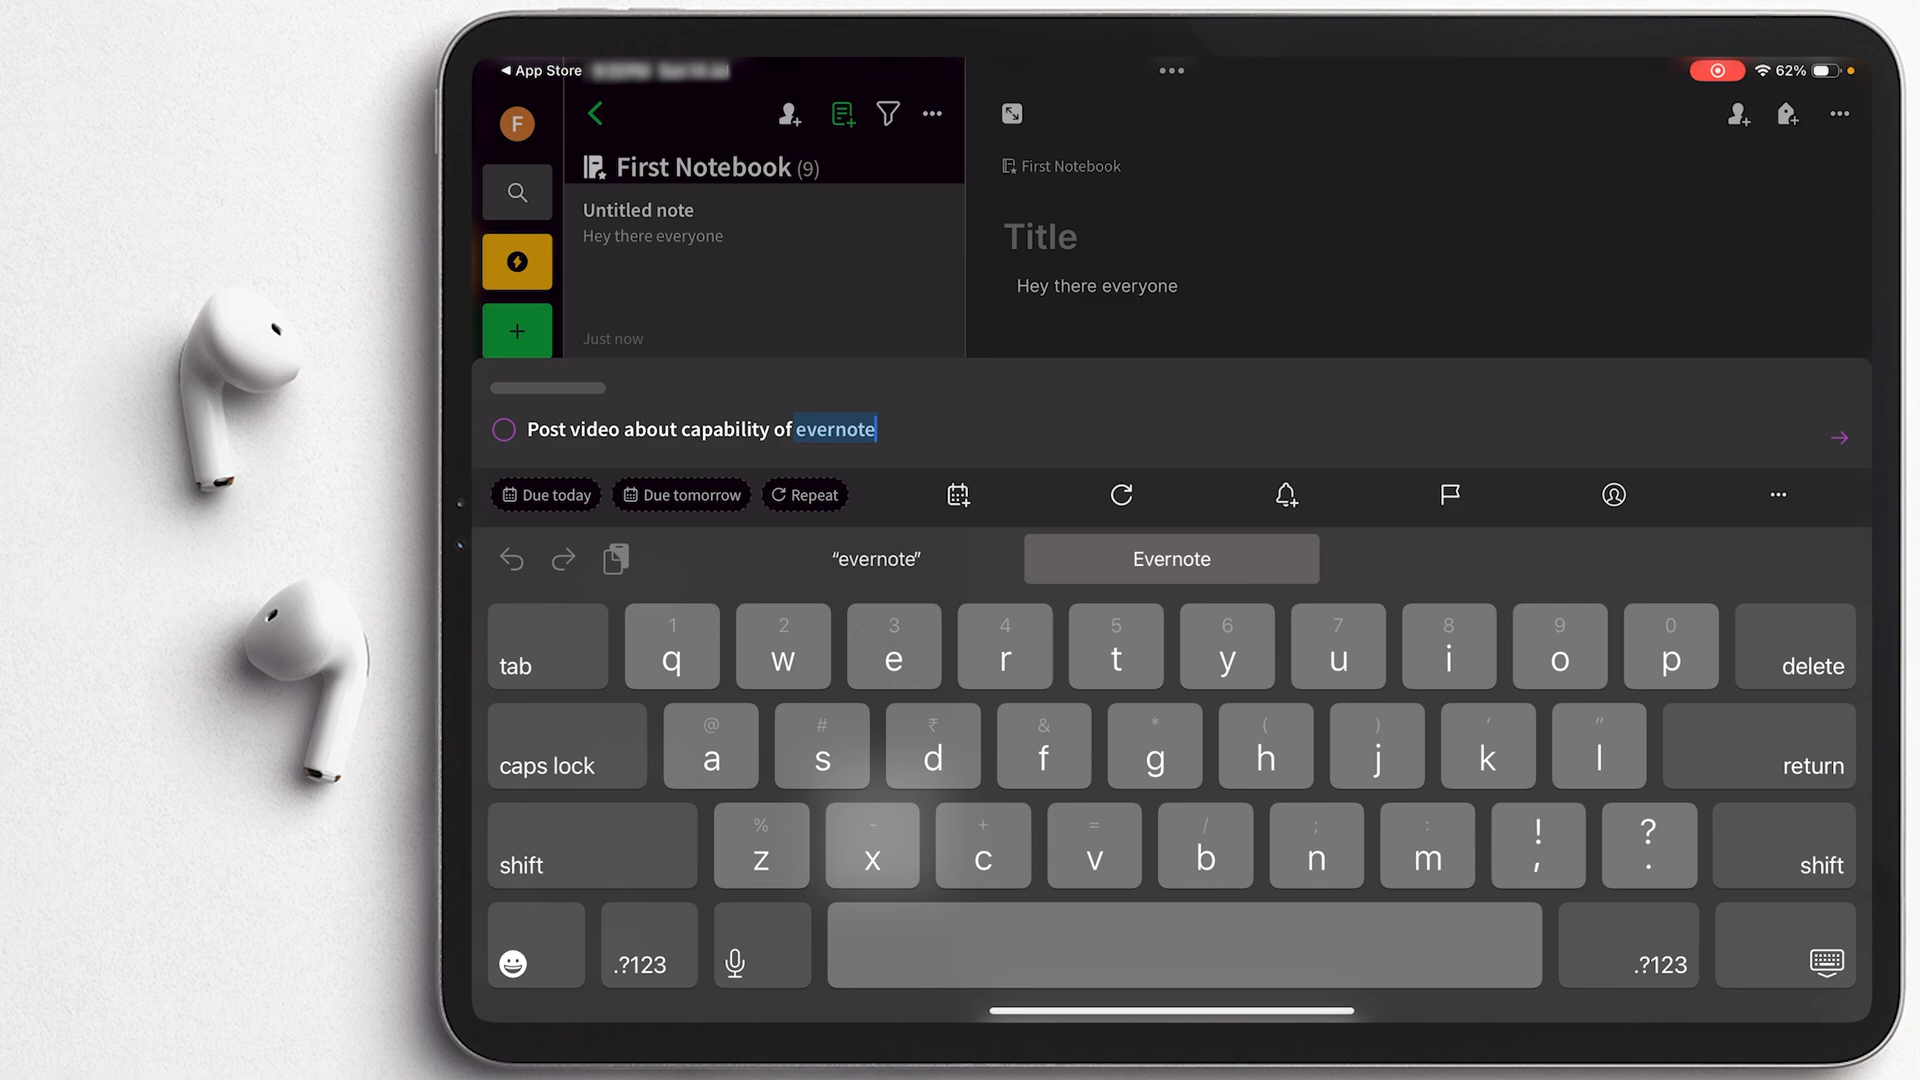 ◀ App Store
62%
F
First Notebook (9)
Untitled note
Hey there everyone
Just now
First Notebook
Title
Hey there everyone
Post video about capability of evernote
Due today
Due tomorrow
Repeat
“evernote”
Evernote
tab
1 2 3 4 5 6 7 8 9 0
q w e r t y u i o p
delete
@ # ₹ & * ( ) ' "
caps lock
a s d f g h j k l
return
% - + = / ; : ! ?
shift
z x c v b n m , .
shift
.?123
.?123